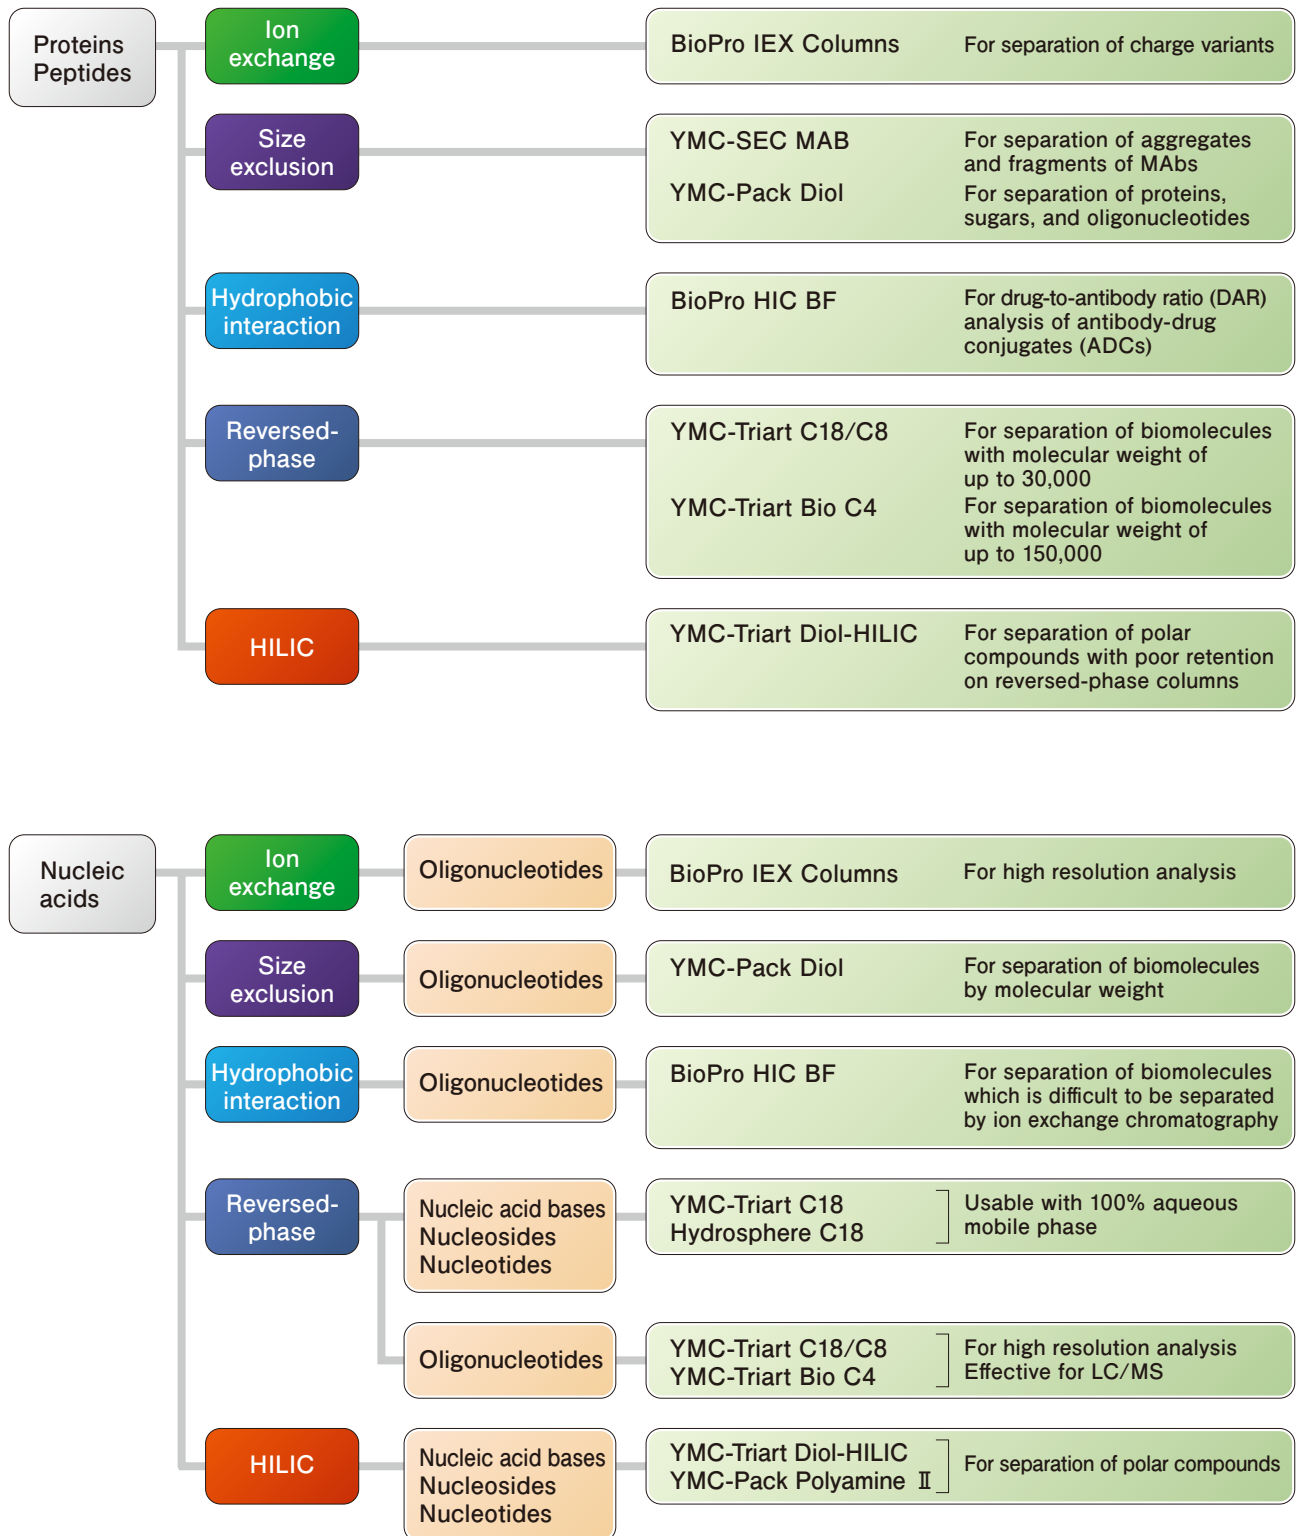 Proteins
Peptides
Ion
exchange
BioPro IEX Columns
For separation of charge variants
Size
exclusion
YMC-SEC MAB
For separation of aggregates
and fragments of MAbs
YMC-Pack Diol
For separation of proteins,
sugars, and oligonucleotides
Hydrophobic
interaction
BioPro HIC BF
For drug-to-antibody ratio (DAR)
analysis of antibody-drug
conjugates (ADCs)
Reversed-
phase
YMC-Triart C18/C8
For separation of biomolecules
with molecular weight of
up to 30,000
YMC-Triart Bio C4
For separation of biomolecules
with molecular weight of
up to 150,000
HILIC
YMC-Triart Diol-HILIC
For separation of polar
compounds with poor retention
on reversed-phase columns
Nucleic
acids
Ion
exchange
Oligonucleotides
BioPro IEX Columns
For high resolution analysis
Size
exclusion
Oligonucleotides
YMC-Pack Diol
For separation of biomolecules
by molecular weight
Hydrophobic
interaction
Oligonucleotides
BioPro HIC BF
For separation of biomolecules
which is difficult to be separated
by ion exchange chromatography
Reversed-
phase
Nucleic acid bases
Nucleosides
Nucleotides
YMC-Triart C18
Hydrosphere C18
Usable with 100% aqueous
mobile phase
Oligonucleotides
YMC-Triart C18/C8
YMC-Triart Bio C4
For high resolution analysis
Effective for LC/MS
HILIC
Nucleic acid bases
Nucleosides
Nucleotides
YMC-Triart Diol-HILIC
YMC-Pack Polyamine Ⅱ
For separation of polar compounds